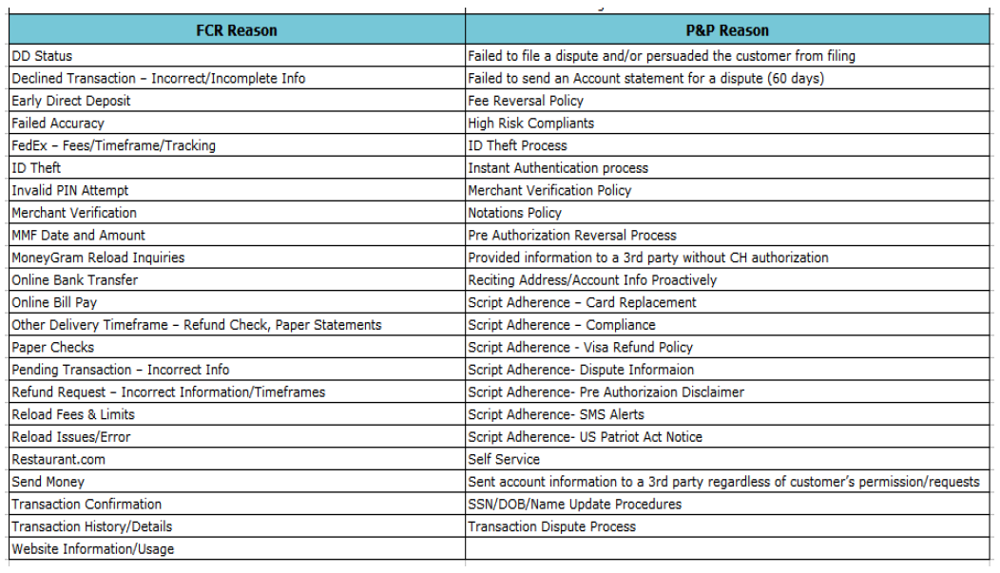 FCR Reason P&P Reason
DD Status Failed to file a dispute and/or persuaded the customer from filing
Declined Transaction – Incorrect/Incomplete Info Failed to send an Account statement for a dispute (60 days)
Early Direct Deposit Fee Reversal Policy
Failed Accuracy High Risk Compliants
FedEx – Fees/Timeframe/Tracking ID Theft Process
ID Theft Instant Authentication process
Invalid PIN Attempt Merchant Verification Policy
Merchant Verification Notations Policy
MMF Date and Amount Pre Authorization Reversal Process
MoneyGram Reload Inquiries Provided information to a 3rd party without CH authorization
Online Bank Transfer Reciting Address/Account Info Proactively
Online Bill Pay Script Adherence – Card Replacement
Other Delivery Timeframe – Refund Check, Paper Statements Script Adherence – Compliance
Paper Checks Script Adherence - Visa Refund Policy
Pending Transaction – Incorrect Info Script Adherence- Dispute Informaion
Refund Request – Incorrect Information/Timeframes Script Adherence- Pre Authorizaion Disclaimer
Reload Fees & Limits Script Adherence- SMS Alerts
Reload Issues/Error Script Adherence- US Patriot Act Notice
Restaurant.com Self Service
Send Money Sent account information to a 3rd party regardless of customer’s permission/requests
Transaction Confirmation SSN/DOB/Name Update Procedures
Transaction History/Details Transaction Dispute Process
Website Information/Usage